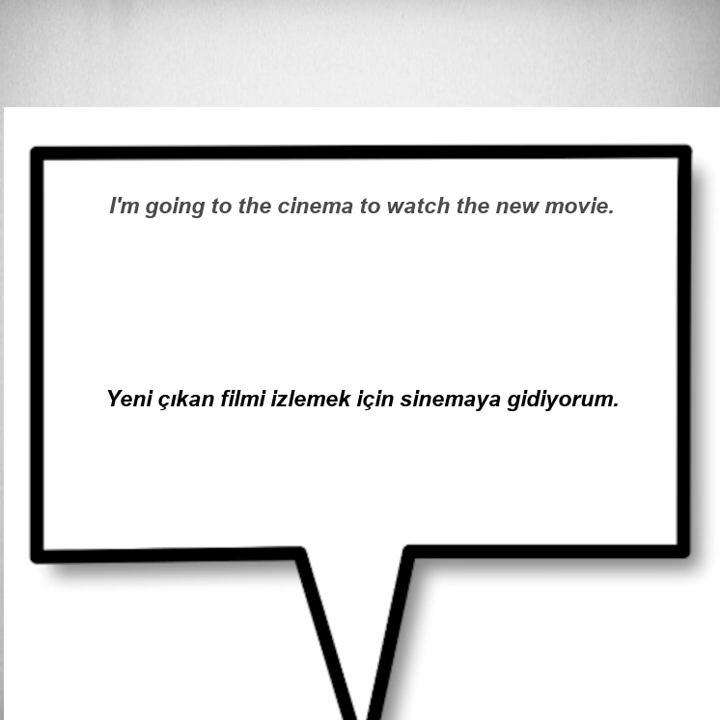 I'm going to the cinema to watch the new movie.
Yeni çıkan filmi izlemek için sinemaya gidiyorum.